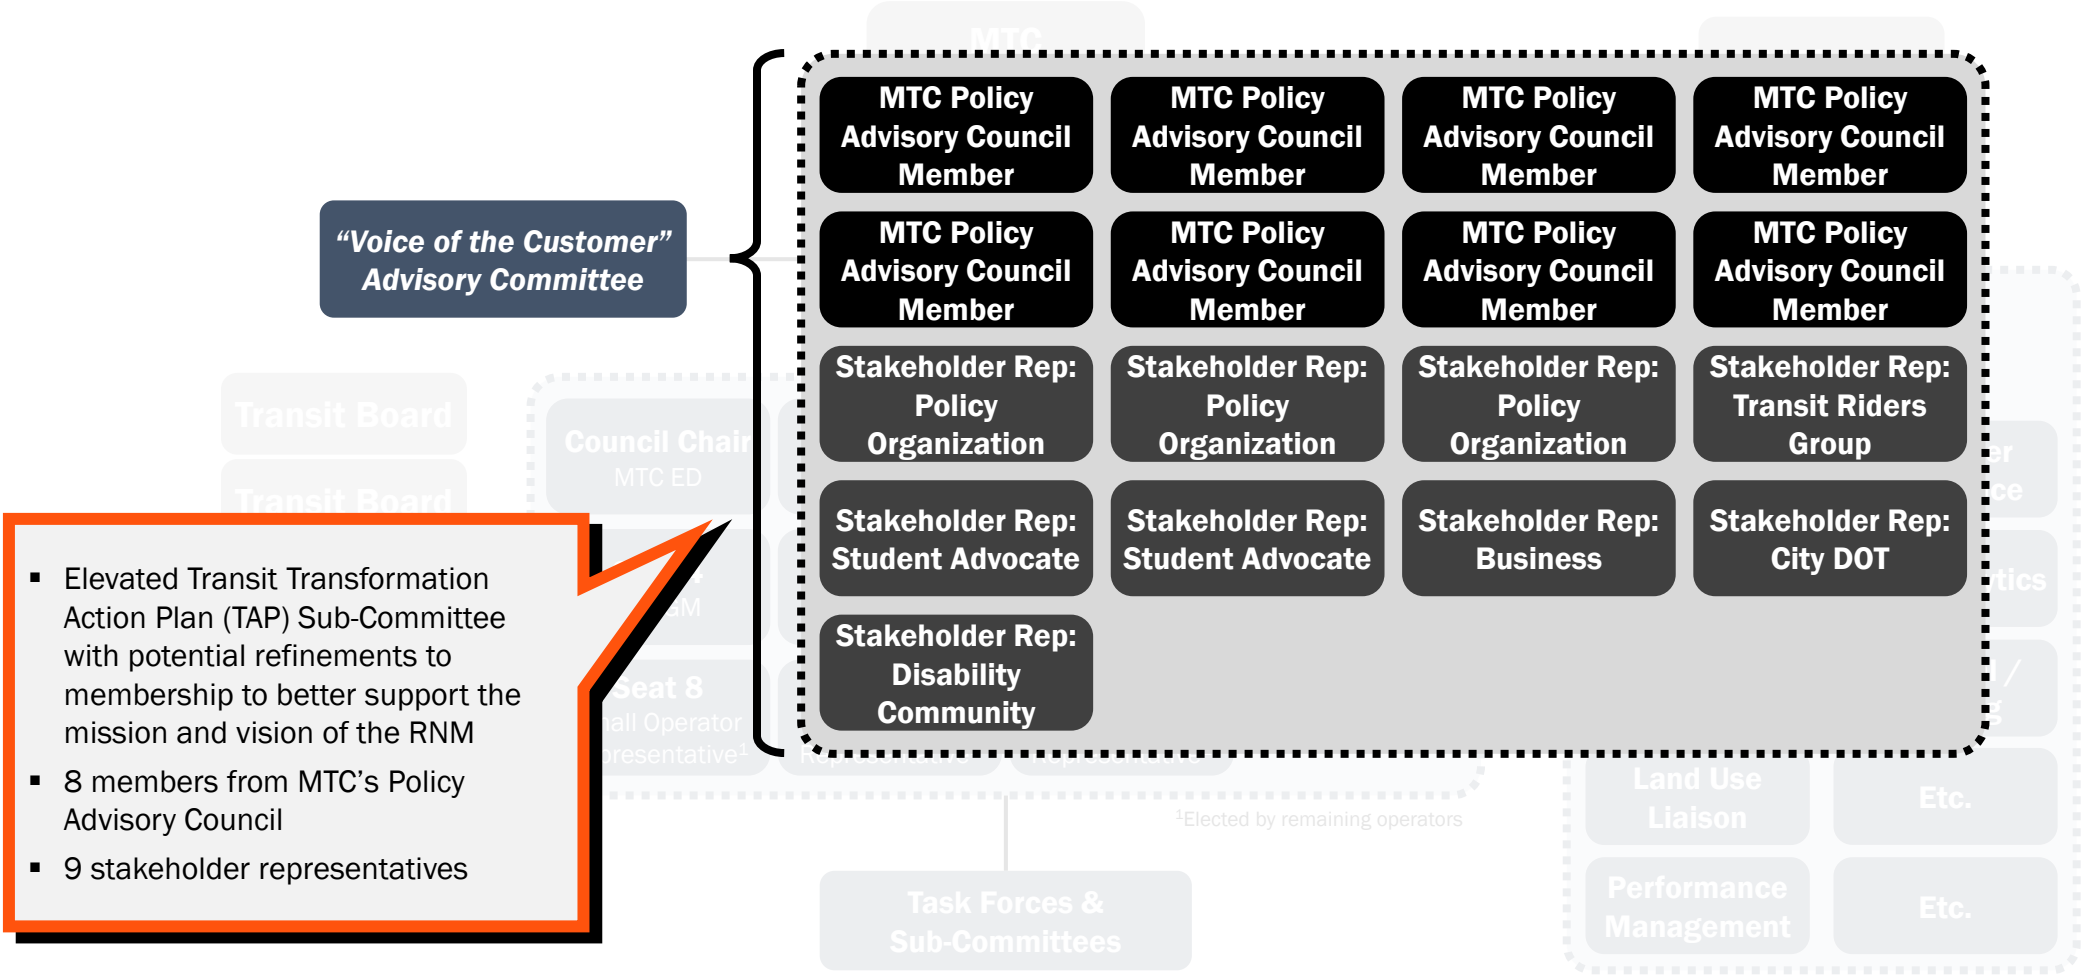 MTC
MTC Policy
Advisory Council
Member
MTC Policy
Advisory Council
Member
MTC Policy
Advisory Council
Member
MTC Policy
Advisory Council
Member
“Voice of the Customer”
Advisory Committee
MTC Policy
Advisory Council
Member
MTC Policy
Advisory Council
Member
MTC Policy
Advisory Council
Member
MTC Policy
Advisory Council
Member
Stakeholder Rep:
Policy
Organization
Stakeholder Rep:
Policy
Organization
Stakeholder Rep:
Policy
Organization
Stakeholder Rep:
Transit Riders
Group
Transit Board
Transit Board
Council Chair
MTC ED
Stakeholder Rep:
Student Advocate
Stakeholder Rep:
Student Advocate
Stakeholder Rep:
Business
Stakeholder Rep:
City DOT
Stakeholder Rep:
Disability
Community
▪ Elevated Transit Transformation
Action Plan (TAP) Sub-Committee
with potential refinements to
membership to better support the
mission and vision of the RNM
▪ 8 members from MTC’s Policy
Advisory Council
▪ 9 stakeholder representatives
Seat 8
Operator
Land Use
Liaison
Etc.
¹Elected by remaining operators
Performance
Management
Etc.
Task Forces &
Sub-Committees